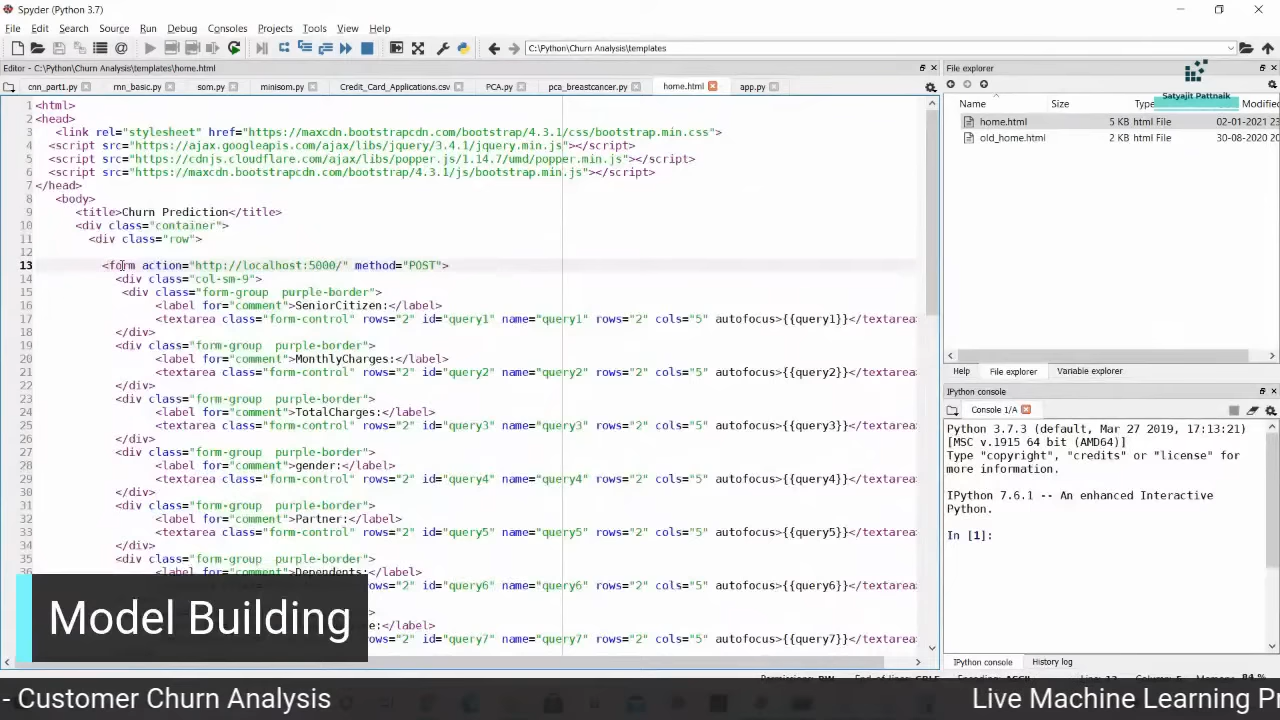 Spyder (Python 3.7)
File Edit Search Source Run Debug Consoles Projects Tools View Help
C:\Python\Churn Analysis\templates
Editor - C:\Python\Churn Analysis\templates\home.html
cnn_part1.py rnn_basic.py som.py minisom.py Credit_Card_Applications.csv PCA.py pca_breastcancer.py home.html app.py
1 <html>
2 <head>
3 <link rel="stylesheet" href="https://maxcdn.bootstrapcdn.com/bootstrap/4.3.1/css/bootstrap.min.css">
4 <script src="https://ajax.googleapis.com/ajax/libs/jquery/3.4.1/jquery.min.js"></script>
5 <script src="https://cdnjs.cloudflare.com/ajax/libs/popper.js/1.14.7/umd/popper.min.js"></script>
6 <script src="https://maxcdn.bootstrapcdn.com/bootstrap/4.3.1/js/bootstrap.min.js"></script>
7 </head>
8 <body>
9 <title>Churn Prediction</title>
10 <div class="container">
11 <div class="row">
12
13 <form action="http://localhost:5000/" method="POST">
14 <div class="col-sm-9">
15 <div class="form-group purple-border">
16 <label for="comment">SeniorCitizen:</label>
17 <textarea class="form-control" rows="2" id="query1" name="query1" rows="2" cols="5" autofocus>{{query1}}</textarea>
18 </div>
19 <div class="form-group purple-border">
20 <label for="comment">MonthlyCharges:</label>
21 <textarea class="form-control" rows="2" id="query2" name="query2" rows="2" cols="5" autofocus>{{query2}}</textarea>
22 </div>
23 <div class="form-group purple-border">
24 <label for="comment">TotalCharges:</label>
25 <textarea class="form-control" rows="2" id="query3" name="query3" rows="2" cols="5" autofocus>{{query3}}</textarea>
26 </div>
27 <div class="form-group purple-border">
28 <label for="comment">gender:</label>
29 <textarea class="form-control" rows="2" id="query4" name="query4" rows="2" cols="5" autofocus>{{query4}}</textarea>
30 </div>
31 <div class="form-group purple-border">
32 <label for="comment">Partner:</label>
33 <textarea class="form-control" rows="2" id="query5" name="query5" rows="2" cols="5" autofocus>{{query5}}</textarea>
34 </div>
35 <div class="form-group purple-border">
<label for="comment">Dependents:</label>
rows="2" id="query6" name="query6" rows="2" cols="5" autofocus>{{query6}}</textarea>
>
e:</label>
rows="2" id="query7" name="query7" rows="2" cols="5" autofocus>{{query7}}</textarea>
File explorer
Satyajit Pattnaik
Name Size Type Modified
home.html 5 KB html File 02-01-2021
old_home.html 2 KB html File 30-08-2020
Help File explorer Variable explorer
IPython console
Console 1/A
Python 3.7.3 (default, Mar 27 2019, 17:13:21)
[MSC v.1915 64 bit (AMD64)]
Type "copyright", "credits" or "license" for
more information.
IPython 7.6.1 -- An enhanced Interactive
Python.
In [1]:
IPython console History log
Model Building
- Customer Churn Analysis
Live Machine Learning Pr